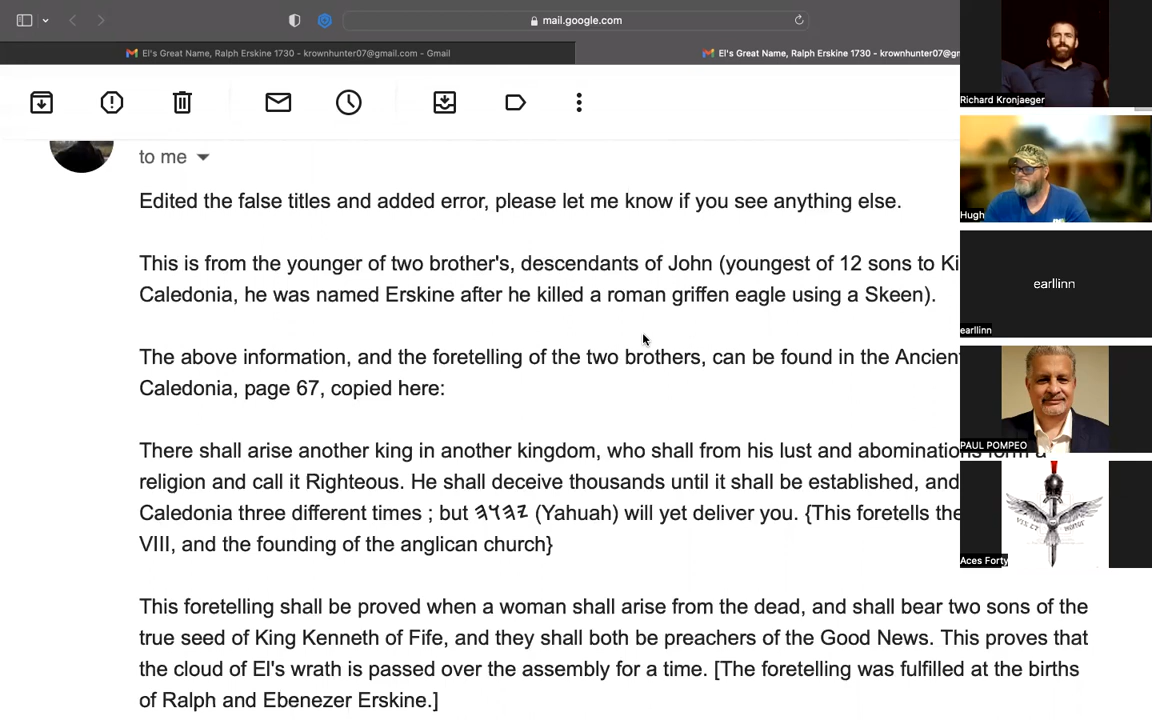 mail.google.com
El's Great Name, Ralph Erskine 1730 - krownhunter07@gmail.com - Gmail
El's Great Name, Ralph Erskine 1730 - krownhunter07@gm
to me
Edited the false titles and added error, please let me know if you see anything else.
This is from the younger of two brother's, descendants of John (youngest of 12 sons to Ki
Caledonia, he was named Erskine after he killed a roman griffen eagle using a Skeen).
The above information, and the foretelling of the two brothers, can be found in the Ancien
Caledonia, page 67, copied here:
There shall arise another king in another kingdom, who shall from his lust and abominations form a
religion and call it Righteous. He shall deceive thousands until it shall be established, and
Caledonia three different times ; but 𐤉𐤄𐤅𐤄 (Yahuah) will yet deliver you. {This foretells the
VIII, and the founding of the anglican church}
This foretelling shall be proved when a woman shall arise from the dead, and shall bear two sons of the
true seed of King Kenneth of Fife, and they shall both be preachers of the Good News. This proves that
the cloud of El's wrath is passed over the assembly for a time. [The foretelling was fulfilled at the births
of Ralph and Ebenezer Erskine.]
Richard Kronjaeger
Hugh
earllinn
earllinn
PAUL POMPEO
VIS ET HONOR
Aces Forty